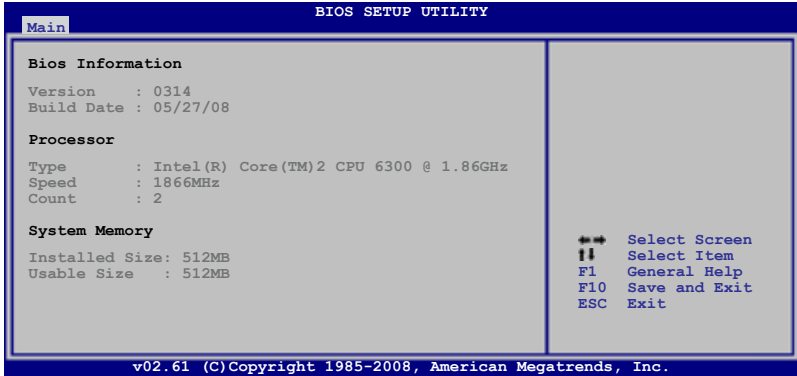 BIOS SETUP UTILITY
Main
Bios Information
Version : 0314
Build Date : 05/27/08
Processor
Type : Intel(R) Core(TM)2 CPU 6300 @ 1.86GHz
Speed : 1866MHz
Count : 2
System Memory
Installed Size: 512MB
Usable Size : 512MB
←→ Select Screen
↑↓ Select Item
F1 General Help
F10 Save and Exit
ESC Exit
v02.61 (C)Copyright 1985-2008, American Megatrends, Inc.